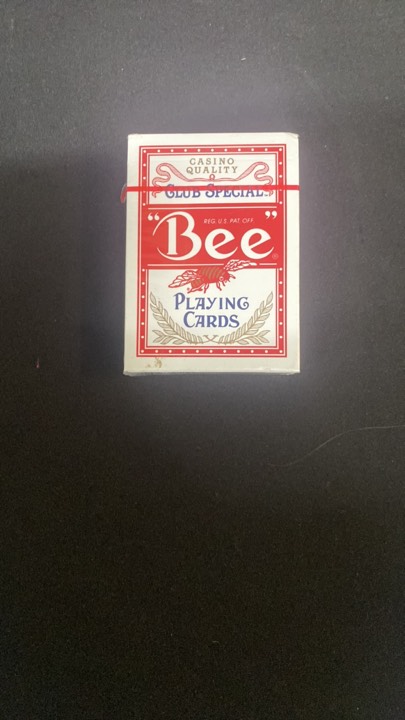 CASINO
QUALITY
CLUB SPECIAL
REG. U.S. PAT. OFF.
"Bee"
PLAYING
CARDS